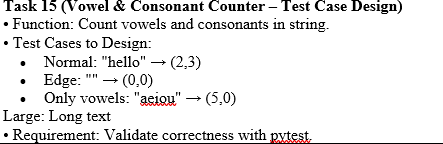 Task 15 (Vowel & Consonant Counter – Test Case Design)
• Function: Count vowels and consonants in string.
• Test Cases to Design:
• Normal: "hello" → (2,3)
• Edge: "" → (0,0)
• Only vowels: "aeiou" → (5,0)
Large: Long text
• Requirement: Validate correctness with pytest.